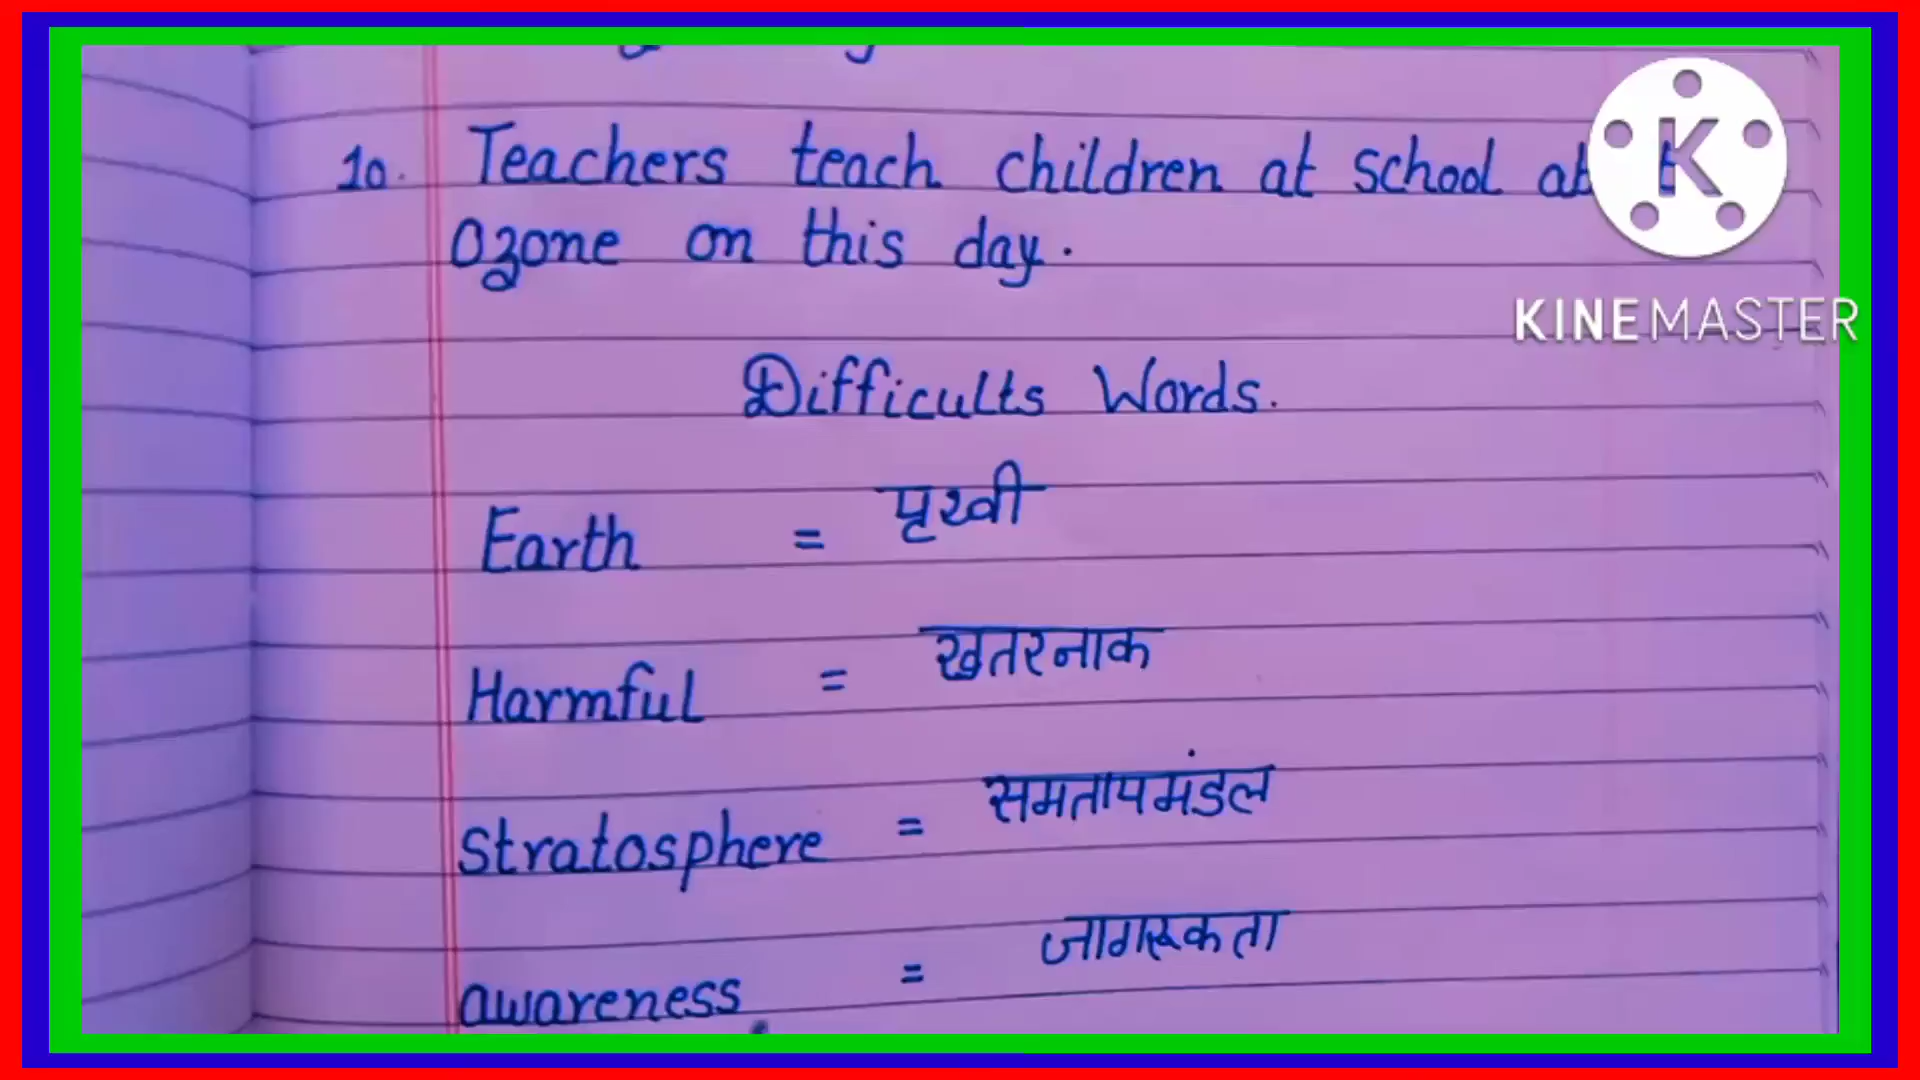 10. Teachers teach children at school
Ozone on this day.
Difficults Words.
Earth = पृथ्वी
Harmful = खतरनाक
Stratosphere = समतापमंडल
awareness = जागरूकता
K
KINEMASTER